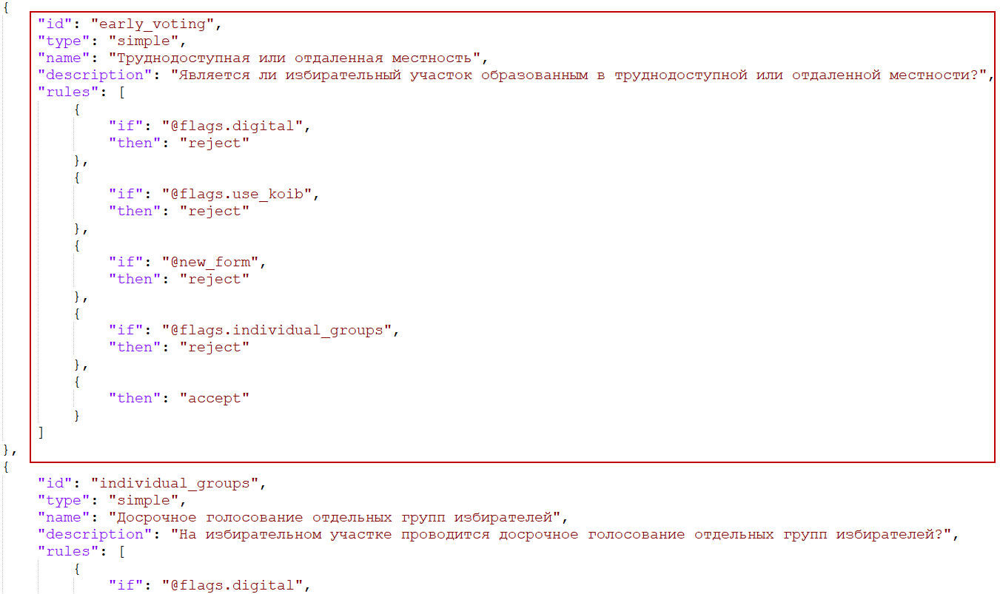 {
"id": "early_voting",
"type": "simple",
"name": "Труднодоступная или отдаленная местность",
"description": "Является ли избирательный участок образованным в труднодоступной или отдаленной местности?",
"rules": [
{
"if": "@flags.digital",
"then": "reject"
},
{
"if": "@flags.use_koib",
"then": "reject"
},
{
"if": "@new_form",
"then": "reject"
},
{
"if": "@flags.individual_groups",
"then": "reject"
},
{
"then": "accept"
}
]
},
{
"id": "individual_groups",
"type": "simple",
"name": "Досрочное голосование отдельных групп избирателей",
"description": "На избирательном участке проводится досрочное голосование отдельных групп избирателей?",
"rules": [
{
"if": "@flags.digital",